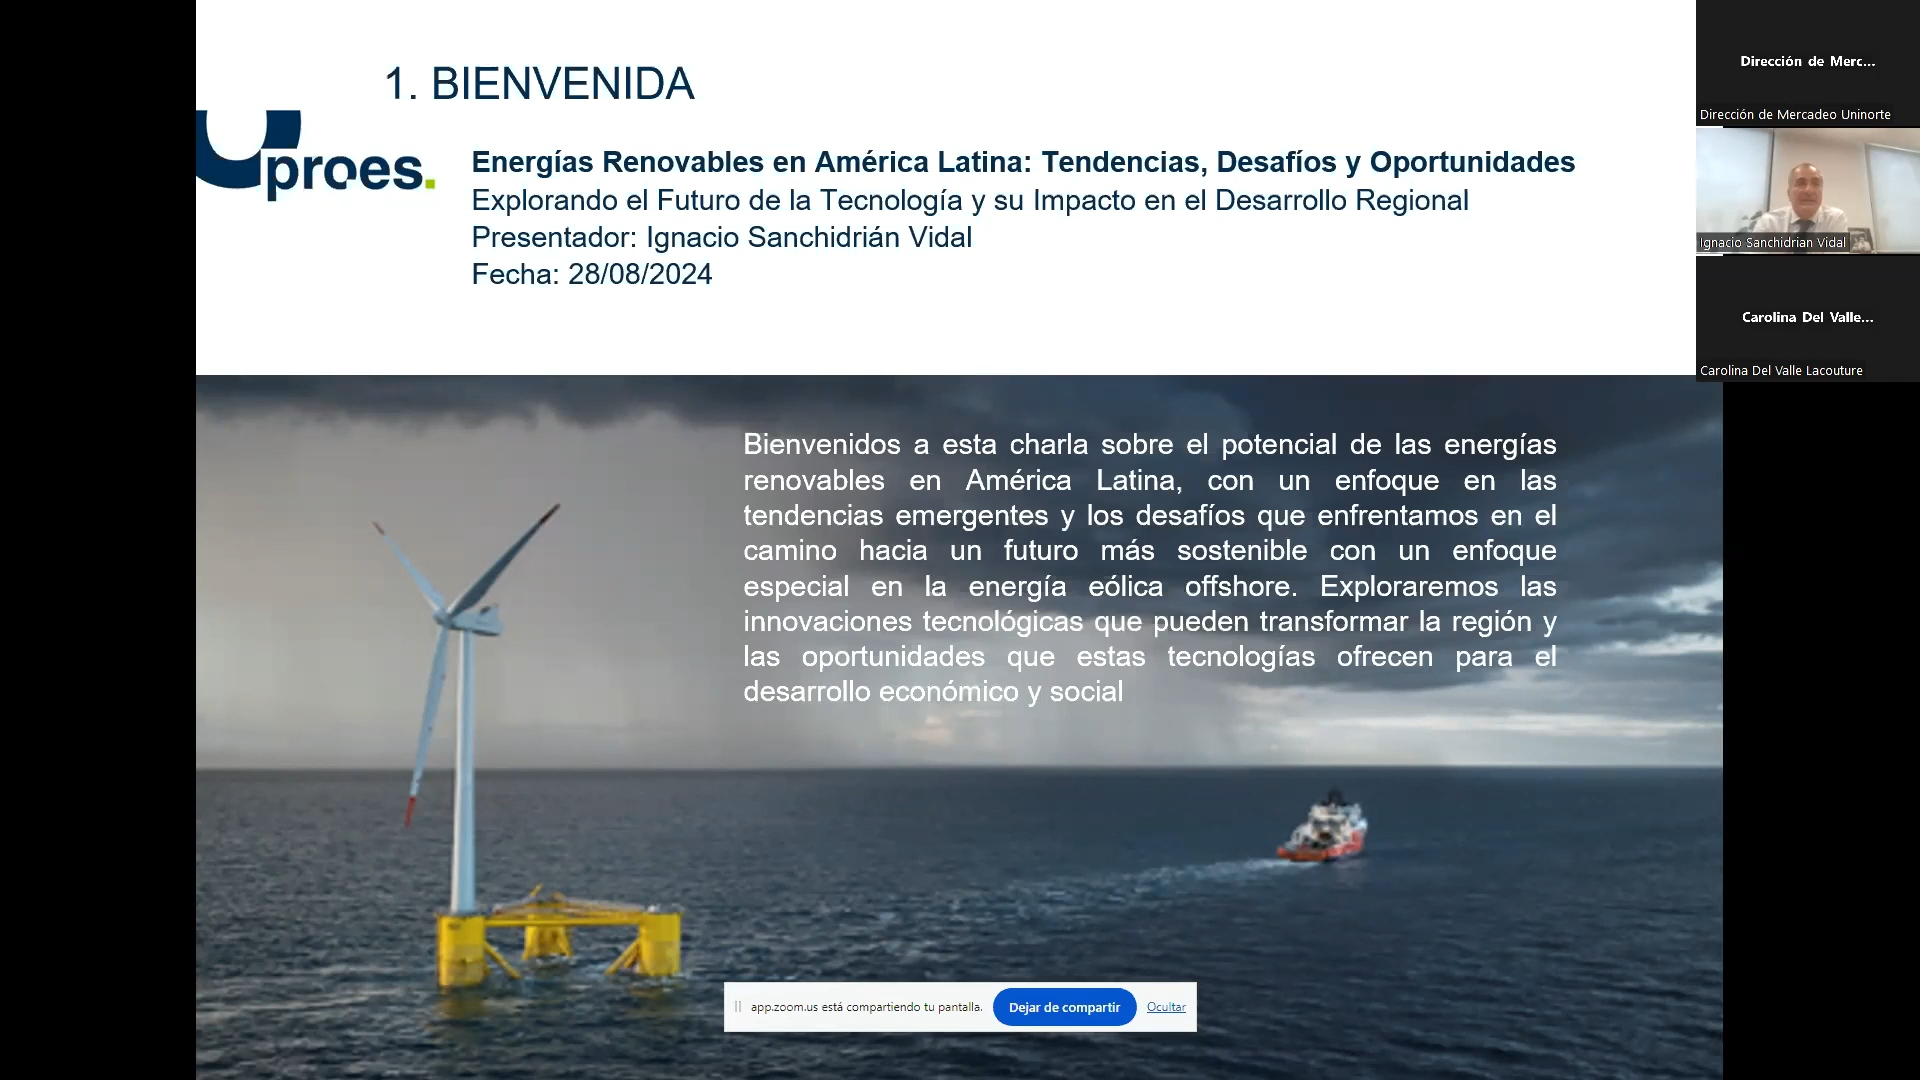 1. BIENVENIDA
proes.
Energías Renovables en América Latina: Tendencias, Desafíos y Oportunidades
Explorando el Futuro de la Tecnología y su Impacto en el Desarrollo Regional
Presentador: Ignacio Sanchidrián Vidal
Fecha: 28/08/2024
Bienvenidos a esta charla sobre el potencial de las energías
renovables en América Latina, con un enfoque en las
tendencias emergentes y los desafíos que enfrentamos en el
camino hacia un futuro más sostenible con un enfoque
especial en la energía eólica offshore. Exploraremos las
innovaciones tecnológicas que pueden transformar la región y
las oportunidades que estas tecnologías ofrecen para el
desarrollo económico y social
app.zoom.us está compartiendo tu pantalla.
Dejar de compartir
Ocultar
Dirección de Merc...
Dirección de Mercadeo Uninorte
Ignacio Sanchidrian Vidal
Carolina Del Valle...
Carolina Del Valle Lacouture